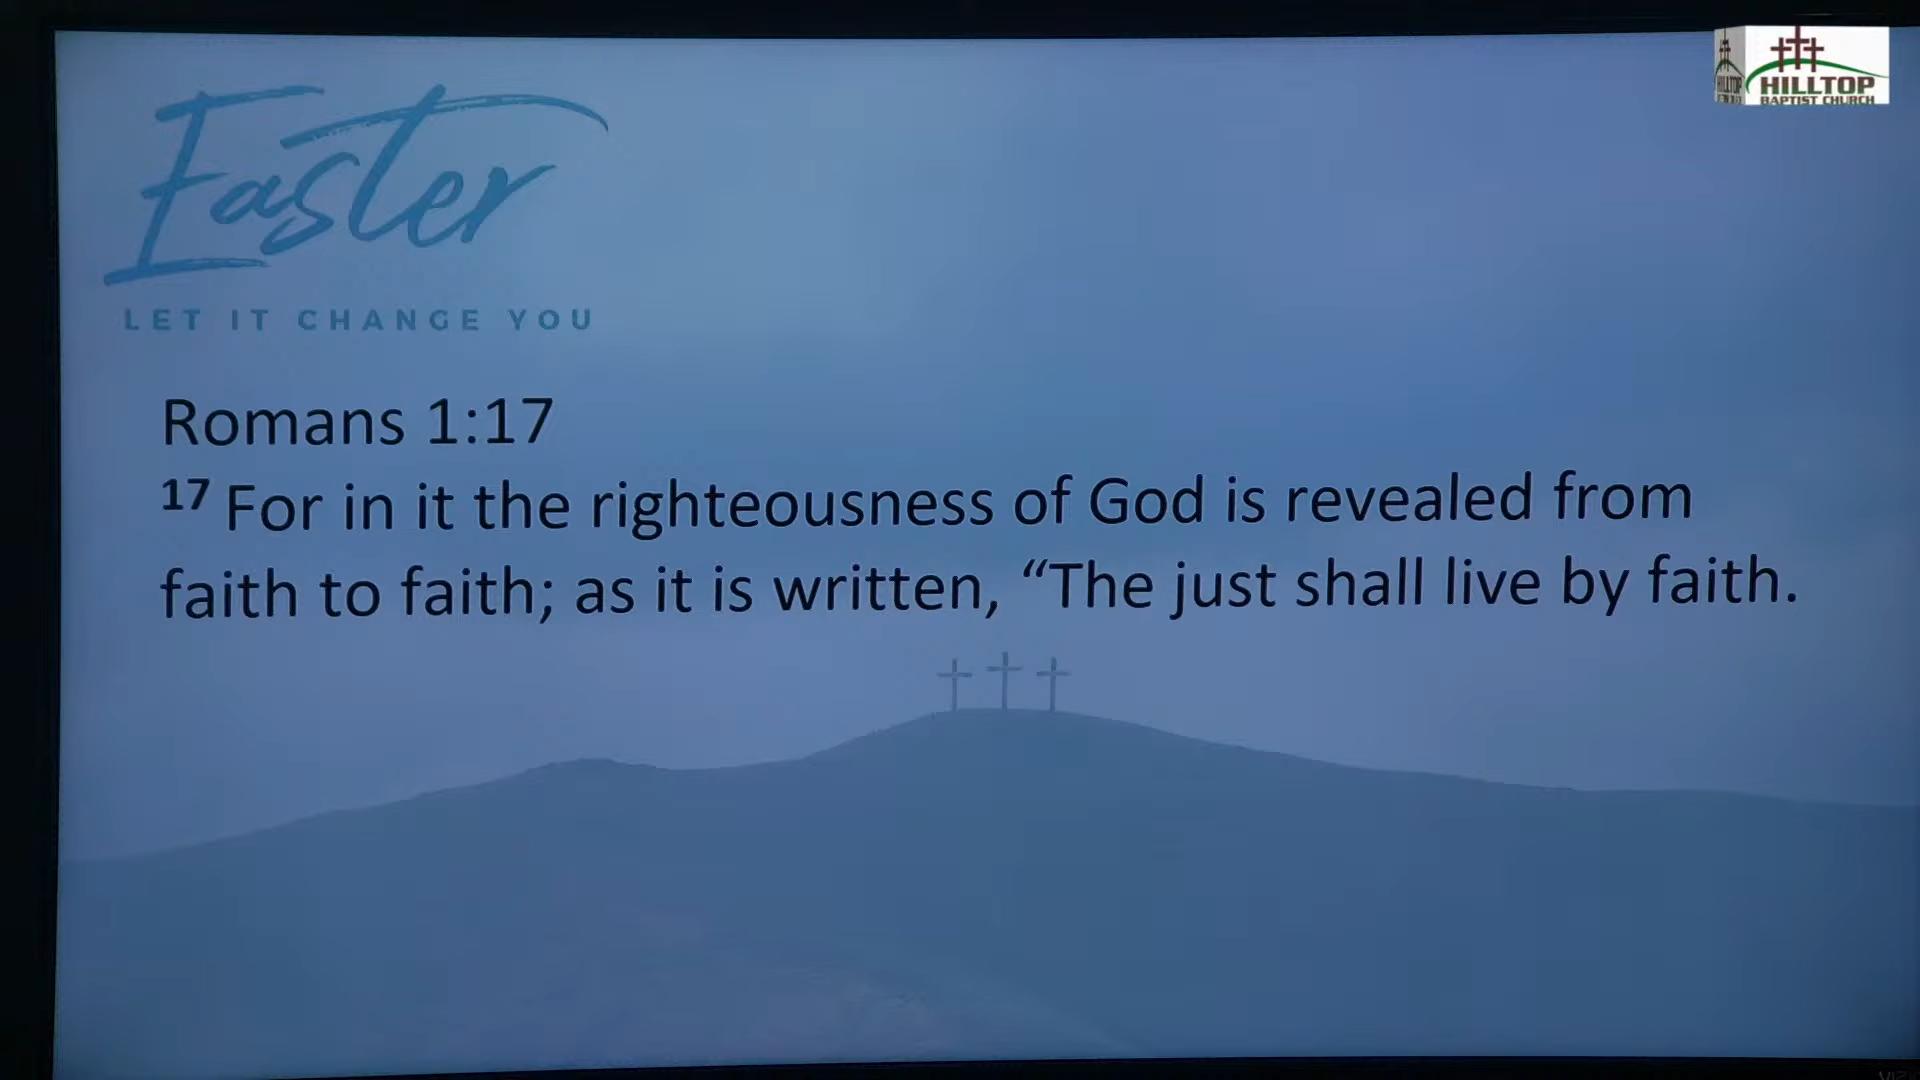 Easter
LET IT CHANGE YOU
HILLTOP
BAPTIST CHURCH
HILLTOP
Romans 1:17
17 For in it the righteousness of God is revealed from
faith to faith; as it is written, “The just shall live by faith.